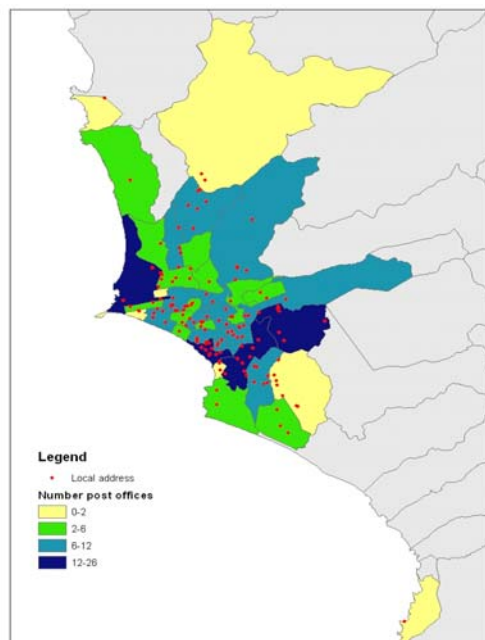 Legend
Local address
Number post offices
0-2
2-6
6-12
12-26